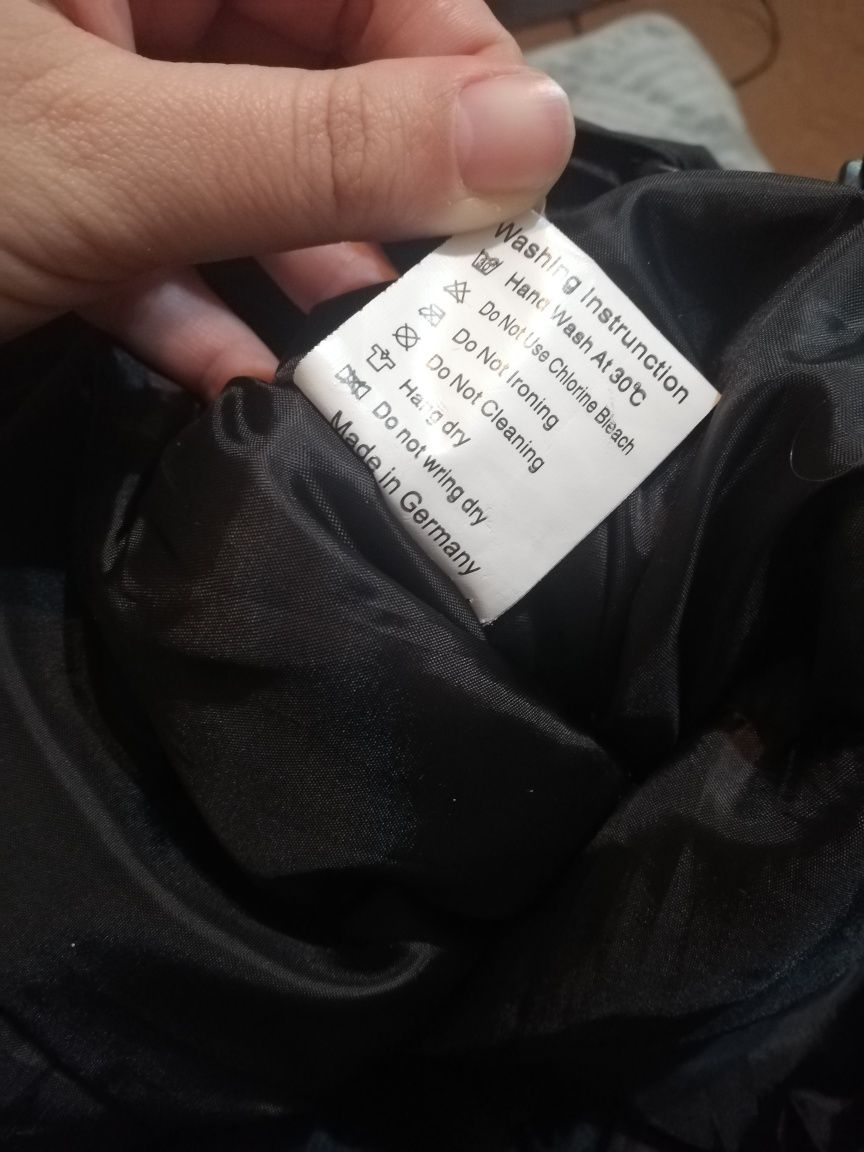 Washing Instrunction
Hand Wash At 30℃
Do Not Use Chlorine Bleach
Do Not Ironing
Do Not Cleaning
Hang dry
Do not wring dry
Made in Germany